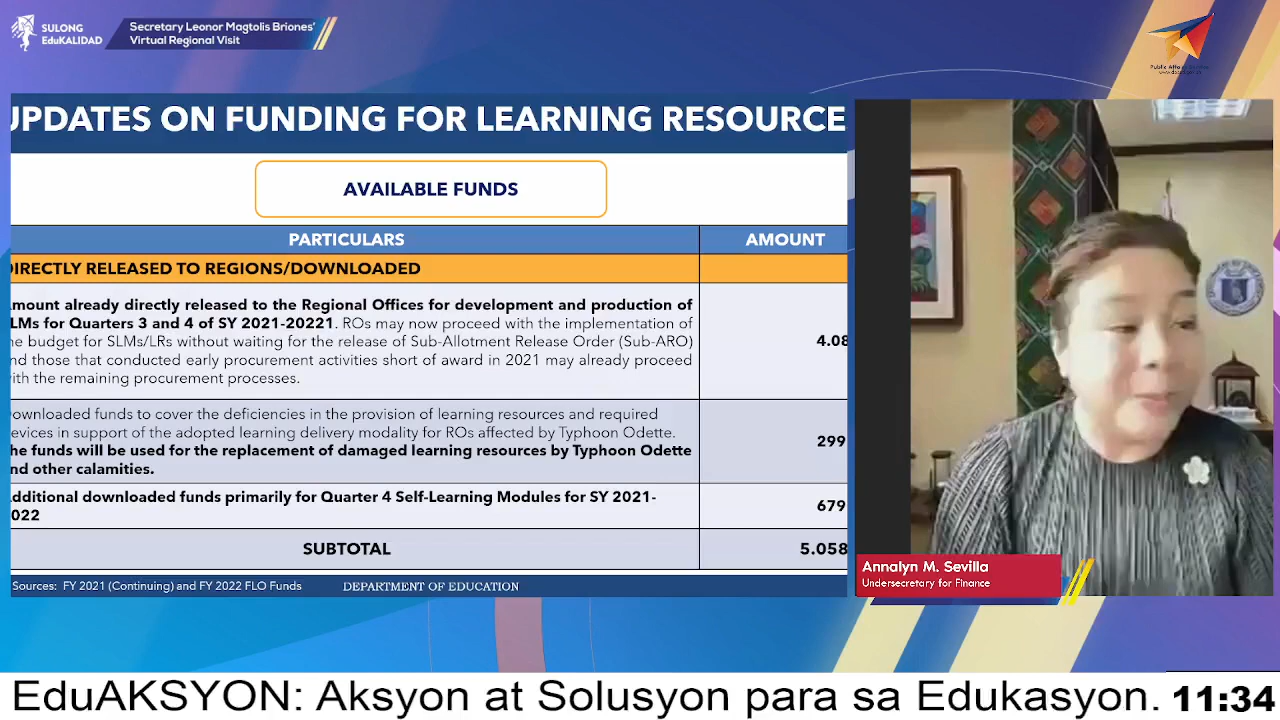 SULONG
EduKALIDAD
Secretary Leonor Magtolis Briones'
Virtual Regional Visit
UPDATES ON FUNDING FOR LEARNING RESOURCE
AVAILABLE FUNDS
PARTICULARS
AMOUNT
DIRECTLY RELEASED TO REGIONS/DOWNLOADED
mount already directly released to the Regional Offices for development and production of
LMs for Quarters 3 and 4 of SY 2021-20221. ROs may now proceed with the implementation of
he budget for SLMs/LRs without waiting for the release of Sub-Allotment Release Order (Sub-ARO)
nd those that conducted early procurement activities short of award in 2021 may already proceed
ith the remaining procurement processes.
4.08
ownloaded funds to cover the deficiencies in the provision of learning resources and required
evices in support of the adopted learning delivery modality for ROs affected by Typhoon Odette.
he funds will be used for the replacement of damaged learning resources by Typhoon Odette
nd other calamities.
299
dditional downloaded funds primarily for Quarter 4 Self-Learning Modules for SY 2021-
022
679
SUBTOTAL
5.058
Sources: FY 2021 (Continuing) and FY 2022 FLO Funds
DEPARTMENT OF EDUCATION
Annalyn M. Sevilla
Undersecretary for Finance
EduAKSYON: Aksyon at Solusyon para sa Edukasyon.
11:34